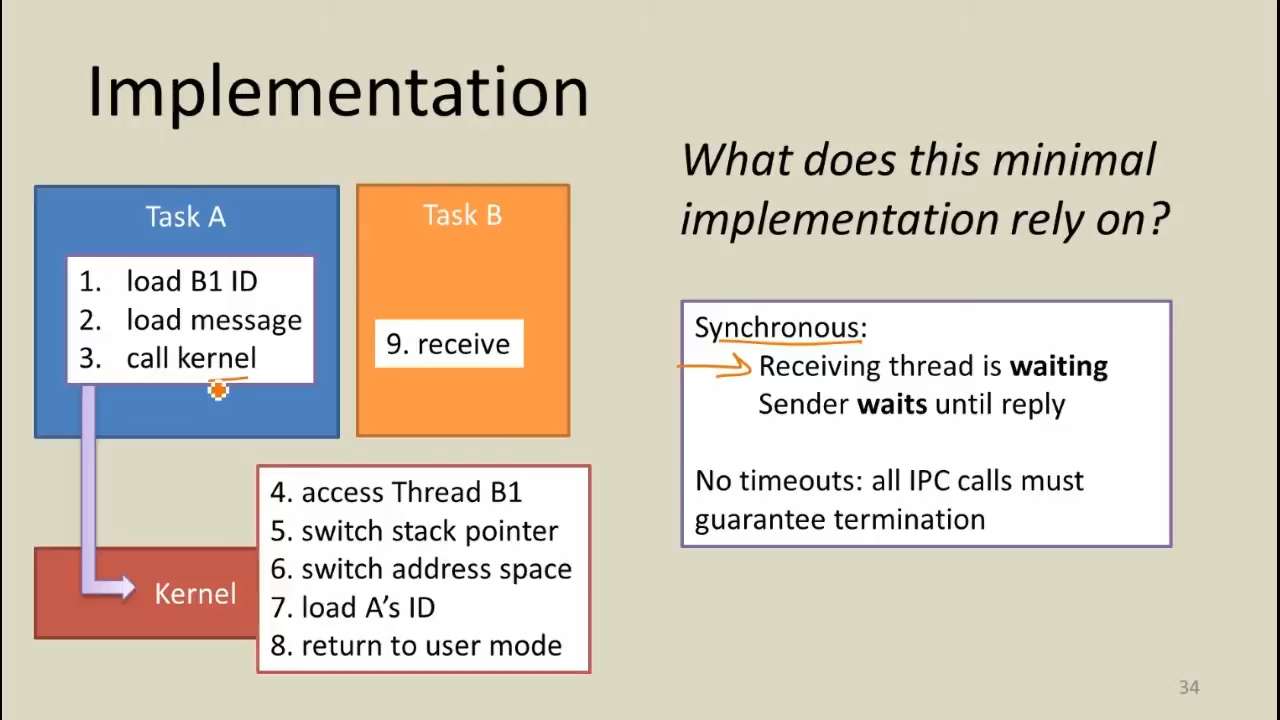 Implementation
What does this minimal
implementation rely on?
Task A
1. load B1 ID
2. load message
3. call kernel
Task B
9. receive
Synchronous:
Receiving thread is waiting
Sender waits until reply
No timeouts: all IPC calls must
guarantee termination
Kernel
4. access Thread B1
5. switch stack pointer
6. switch address space
7. load A’s ID
8. return to user mode
34